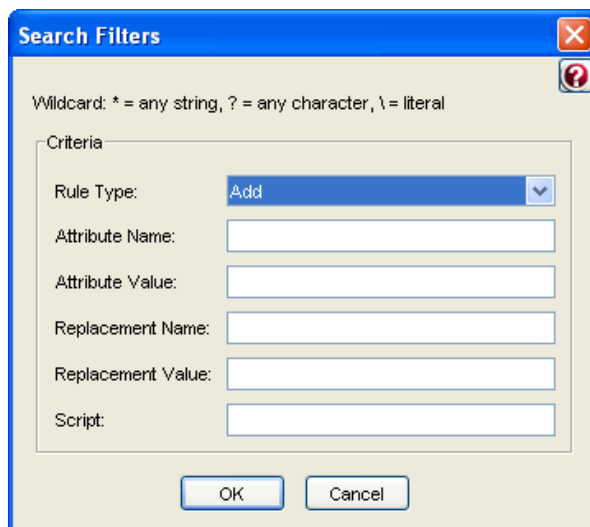 Search Filters
Wildcard: * = any string, ? = any character, \ = literal
Criteria
Rule Type: Add
Attribute Name:
Attribute Value:
Replacement Name:
Replacement Value:
Script:
OK Cancel